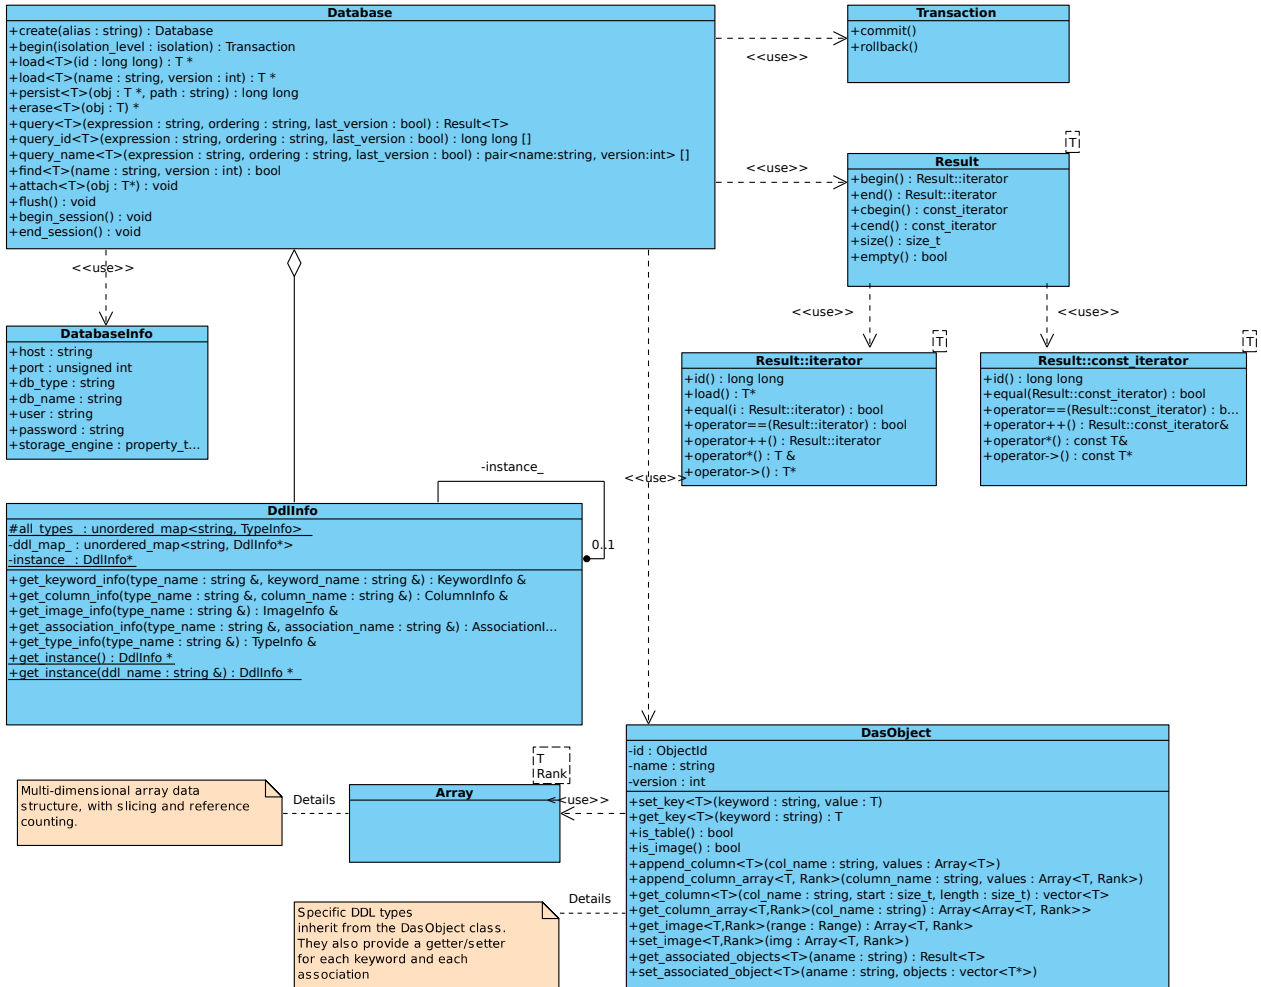 Database
+create(alias : string) : Database
+begin(isolation_level : isolation) : Transaction
+load<T>(id : long long) : T *
+load<T>(name : string, version : int) : T *
+persist<T>(obj : T *, path : string) : long long
+erase<T>(obj : T) *
+query<T>(expression : string, ordering : string, last_version : bool) : Result<T>
+query_id<T>(expression : string, ordering : string, last_version : bool) : long long []
+query_name<T>(expression : string, ordering : string, last_version : bool) : pair<name:string, version:int> []
+find<T>(name : string, version : int) : bool
+attach<T>(obj : T*) : void
+flush() : void
+begin_session() : void
+end_session() : void
<<use>>
Transaction
+commit()
+rollback()
<<use>>
T
Result
+begin() : Result::iterator
+end() : Result::iterator
+cbegin() : const_iterator
+cend() : const_iterator
+size() : size_t
+empty() : bool
<<use>>
<<use>>
<<use>>
DatabaseInfo
+host : string
+port : unsigned int
+db_type : string
+db_name : string
+user : string
+password : string
+storage_engine : property_t...
T
Result::iterator
+id() : long long
+load() : T*
+equal(i : Result::iterator) : bool
+operator==(Result::iterator) : bool
+operator++() : Result::iterator
+operator*() : T &
+operator->() : T*
T
Result::const_iterator
+id() : long long
+equal(Result::const_iterator) : bool
+operator==(Result::const_iterator) : b...
+operator++() : Result::const_iterator&
+operator*() : const T&
+operator->() : const T*
-instance_
<<use>>
0..1
DdlInfo
#all_types_ : unordered_map<string, TypeInfo>
-ddl_map_ : unordered_map<string, DdlInfo*>
-instance_ : DdlInfo*
+get_keyword_info(type_name : string &, keyword_name : string &) : KeywordInfo &
+get_column_info(type_name : string &, column_name : string &) : ColumnInfo &
+get_image_info(type_name : string &) : ImageInfo &
+get_association_info(type_name : string &, association_name : string &) : AssociationI...
+get_type_info(type_name : string &) : TypeInfo &
+get_instance() : DdlInfo *
+get_instance(ddl_name : string &) : DdlInfo *
Multi-dimensional array data
structure, with slicing and reference
counting.
Details
T
Rank
Array
<<use>>
DasObject
-id : ObjectId
-name : string
-version : int
+set_key<T>(keyword : string, value : T)
+get_key<T>(keyword : string) : T
+is_table() : bool
+is_image() : bool
+append_column<T>(col_name : string, values : Array<T>)
+append_column_array<T, Rank>(column_name : string, values : Array<T, Rank>)
+get_column<T>(col_name : string, start : size_t, length : size_t) : vector<T>
+get_column_array<T,Rank>(col_name : string) : Array<Array<T, Rank>>
+get_image<T,Rank>(range : Range) : Array<T, Rank>
+set_image<T,Rank>(img : Array<T, Rank>)
+get_associated_objects<T>(aname : string) : Result<T>
+set_associated_object<T>(aname : string, objects : vector<T*>)
Details
Specific DDL types
inherit from the DasObject class.
They also provide a getter/setter
for each keyword and each
association